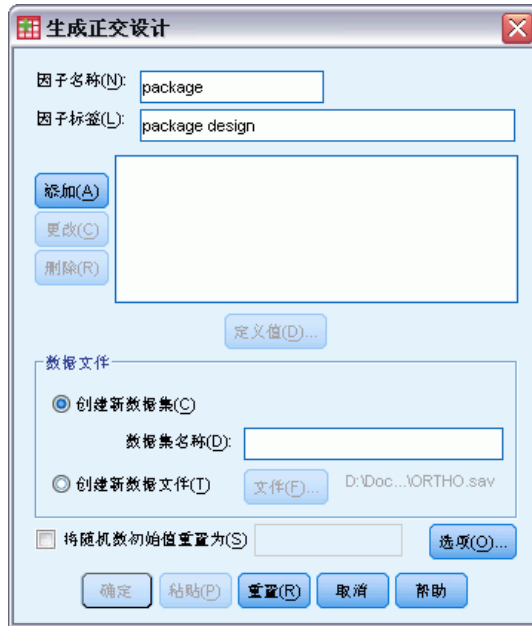 生成正交设计
因子名称(N): package
因子标签(L): package design
添加(A)
更改(C)
删除(R)
定义值(D)...
数据文件
创建新数据集(C)
数据集名称(D):
创建新数据文件(T) 文件(F)... D:\Doc...\ORTHO.sav
将随机数初始值重置为(S) 选项(O)...
确定 粘贴(P) 重置(R) 取消 帮助